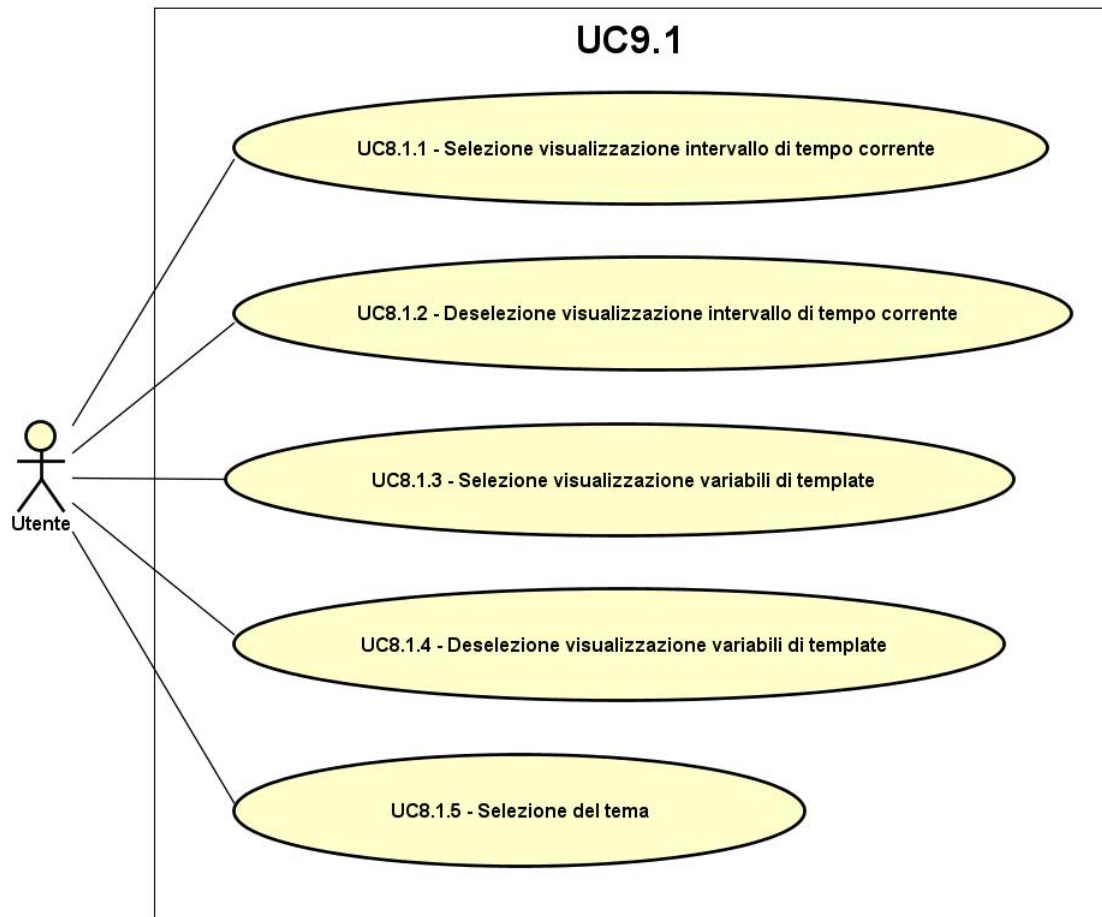 UC9.1
UC8.1.1 - Selezione visualizzazione intervallo di tempo corrente
UC8.1.2 - Deselezione visualizzazione intervallo di tempo corrente
UC8.1.3 - Selezione visualizzazione variabili di template
Utente
UC8.1.4 - Deselezione visualizzazione variabili di template
UC8.1.5 - Selezione del tema